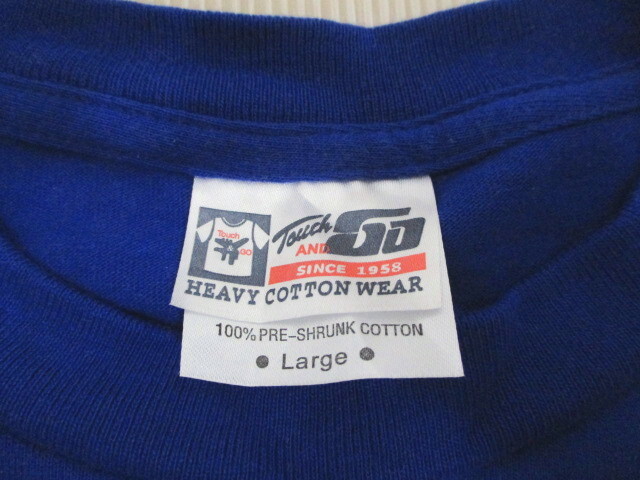 Touch
GO
Touch
AND GO
SINCE 1958
HEAVY COTTON WEAR
100% PRE-SHRUNK COTTON
• Large •